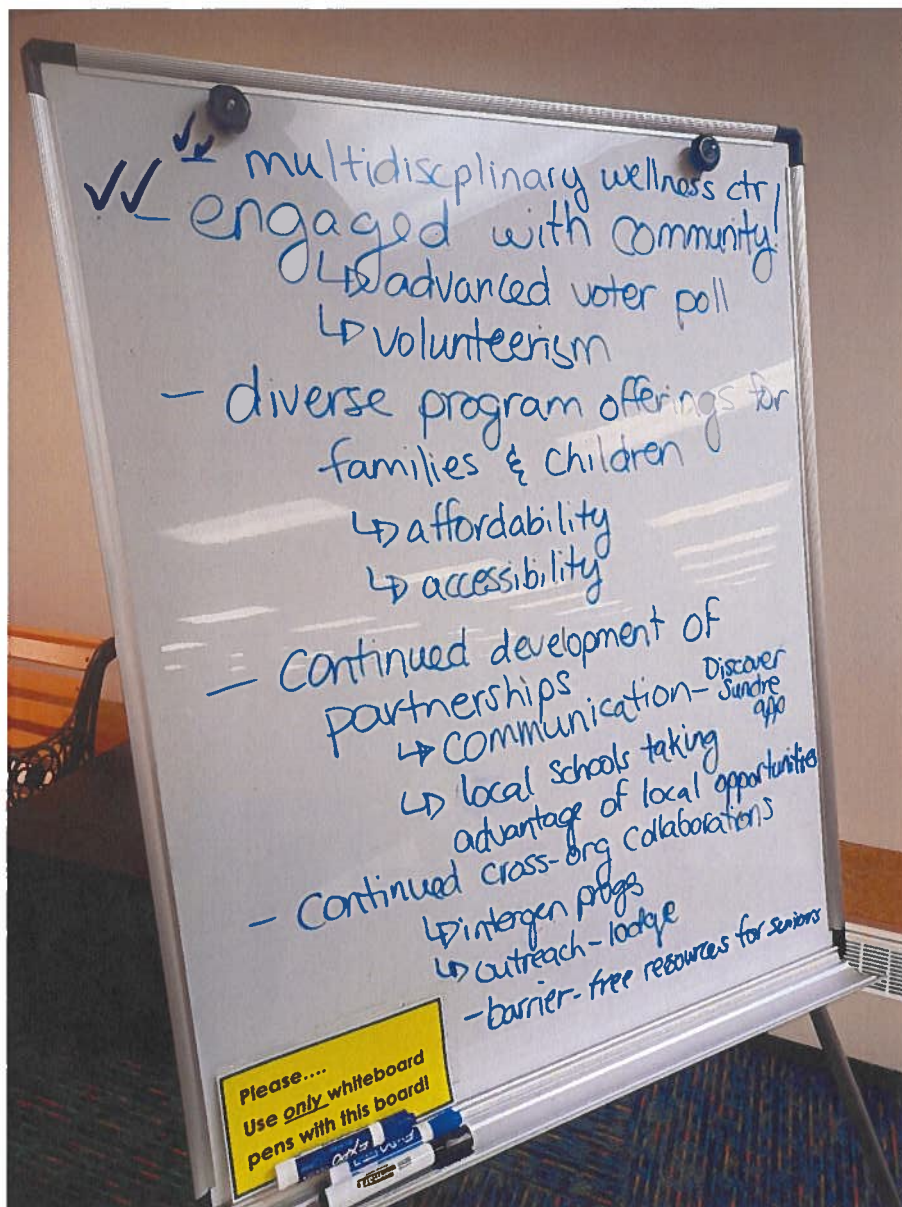 ✓✓ – multidiscplinary wellness ctr /
✓✓ – engaged with community!
↳ advanced voter poll
↳ volunteerism
– diverse program offerings for
families & children
↳ affordability
↳ accessibility
– continued development of
partnerships
↳ communication – Discover
Sundre
app
↳ local schools taking
advantage of local opportunities
– continued cross-org collaborations
↳ intergen progs
↳ outreach – lodge
– barrier-free resources for seniors
Please....
Use only whiteboard
pens with this board!
EXPO